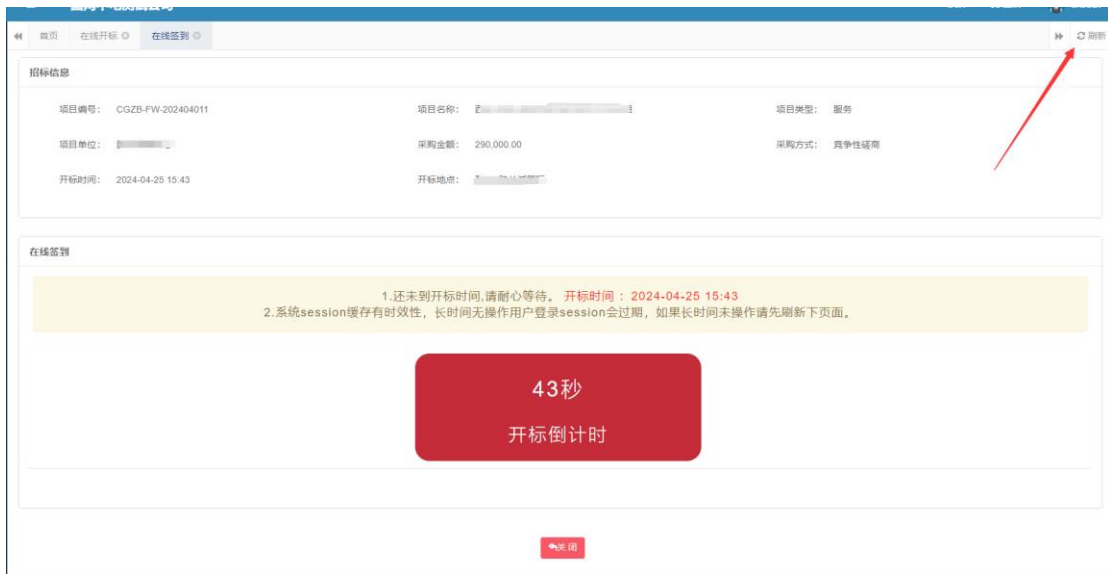 首页 在线开标 在线签到 刷新
招标信息
项目编号： CGZB-FW-202404011 项目名称： 项目类型： 服务
项目单位： 采购金额： 290,000.00 采购方式： 竞争性磋商
开标时间： 2024-04-25 15:43 开标地点：
在线签到
1.还未到开标时间,请耐心等待。 开标时间 ：2024-04-25 15:43
2.系统session缓存有时效性，长时间无操作用户登录session会过期，如果长时间未操作请先刷新下页面。
43秒
开标倒计时
关闭